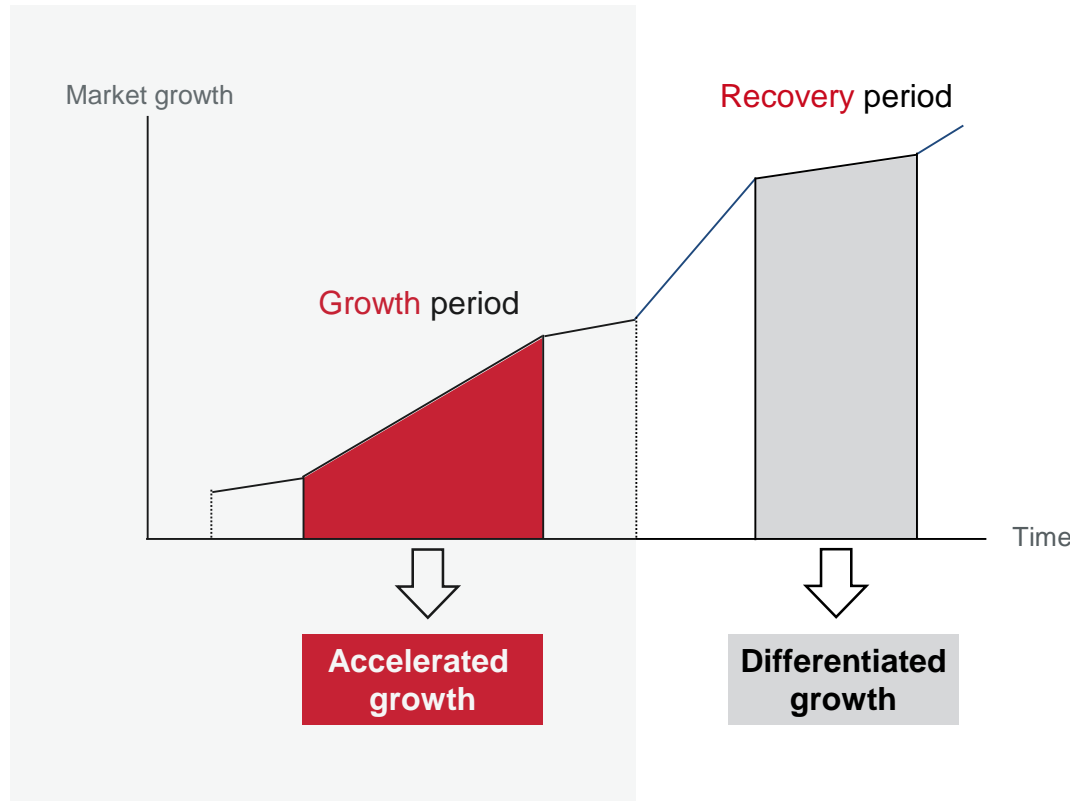 Market growth
Recovery period
Growth period
Time
Accelerated
growth
Differentiated
growth